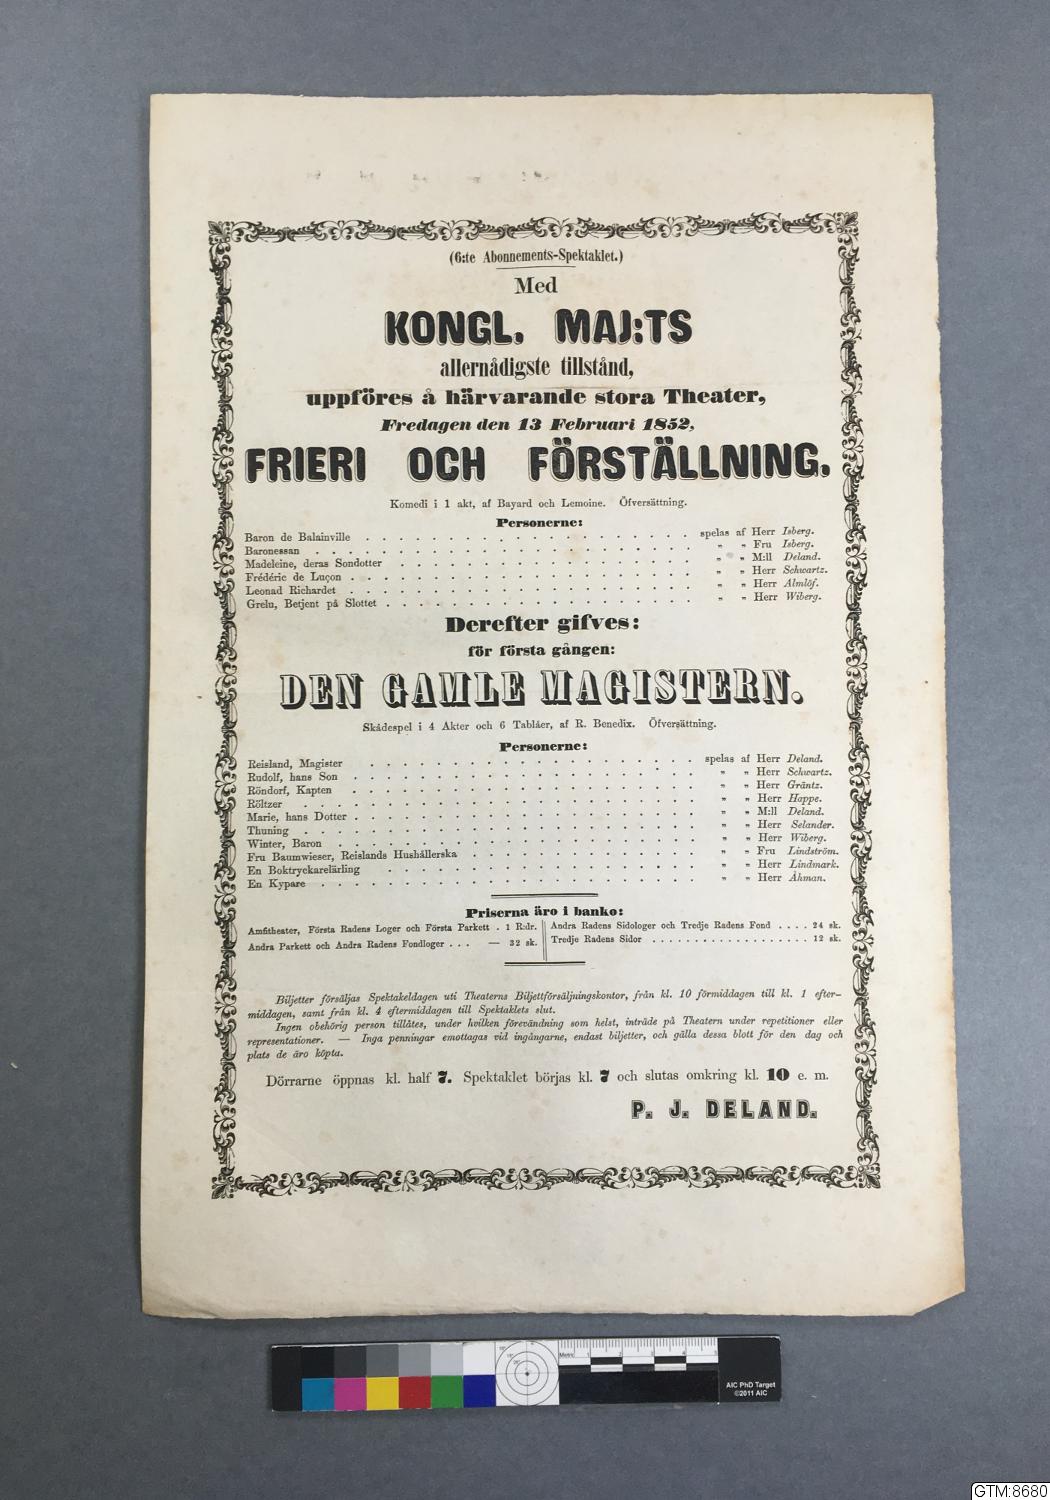 (6:te Abonnements-Spektaklet.)
Med
KONGL. MAJ:TS
allernådigste tillstånd,
uppföres å härvarande stora Theater,
Fredagen den 13 Februari 1852,
FRIERI OCH FÖRSTÄLLNING.
Komedi i 1 akt, af Bayard och Lemoine. Öfversättning.
Personerne:
Baron de Balainville . . . . . . . . . . . . . . . . . spelas af Herr Isberg.
Baronessan . . . . . . . . . . . . . . . . . . . „ „ Fru Isberg.
Madeleine, deras Sondotter . . . . . . . . . . . . . . . „ „ M:ll Deland.
Frédéric de Luçon . . . . . . . . . . . . . . . . . . „ „ Herr Schwartz.
Leonad Richardet . . . . . . . . . . . . . . . . . . „ „ Herr Almlöf.
Grelu, Betjent på Slottet . . . . . . . . . . . . . . . . „ „ Herr Wiberg.
Derefter gifves:
för första gången:
DEN GAMLE MAGISTERN.
Skådespel i 4 Akter och 6 Tablåer, af R. Benedix. Öfversättning.
Personerne:
Reisland, Magister . . . . . . . . . . . . . . . . . spelas af Herr Deland.
Rudolf, hans Son . . . . . . . . . . . . . . . . . . „ „ Herr Schwartz.
Röndorf, Kapten . . . . . . . . . . . . . . . . . . „ „ Herr Gräntz.
Röltzer . . . . . . . . . . . . . . . . . . . . „ „ Herr Happe.
Marie, hans Dotter . . . . . . . . . . . . . . . . . . „ „ M:ll Deland.
Thuning . . . . . . . . . . . . . . . . . . . . „ „ Herr Selander.
Winter, Baron . . . . . . . . . . . . . . . . . . . „ „ Herr Wiberg.
Fru Baumwieser, Reislands Hushållerska . . . . . . . . . . . . „ „ Fru Lindström.
En Boktryckarelärling . . . . . . . . . . . . . . . . „ „ Herr Lindmark.
En Kypare . . . . . . . . . . . . . . . . . . . . „ „ Herr Åhman.
Priserna äro i banko:
Amfitheater, Första Radens Loger och Första Parkett . 1 R:dr.
Andra Parkett och Andra Radens Fondloger . . . — 32 sk.
Andra Radens Sidologer och Tredje Radens Fond . . . . 24 sk.
Tredje Radens Sidor . . . . . . . . . . . . . . . . . 12 sk.
Biljetter försäljas Spektakeldagen uti Theaterns Biljettförsäljningskontor, från kl. 10 förmiddagen till kl. 1 efter-
middagen, samt från kl. 4 eftermiddagen till Spektaklets slut.
Ingen obehörig person tillåtes, under hvilken förevändning som helst, inträde på Theatern under repetitioner eller
representationer. — Inga penningar emottagas vid ingångarne, endast biljetter, och gälla dessa blott för den dag och
plats de äro köpta.
Dörrarne öppnas kl. half 7. Spektaklet börjas kl. 7 och slutas omkring kl. 10 e. m.
P. J. DELAND.
Metric 1 2 3 4 5
AIC PhD Target
©2011 AIC
GTM:8680